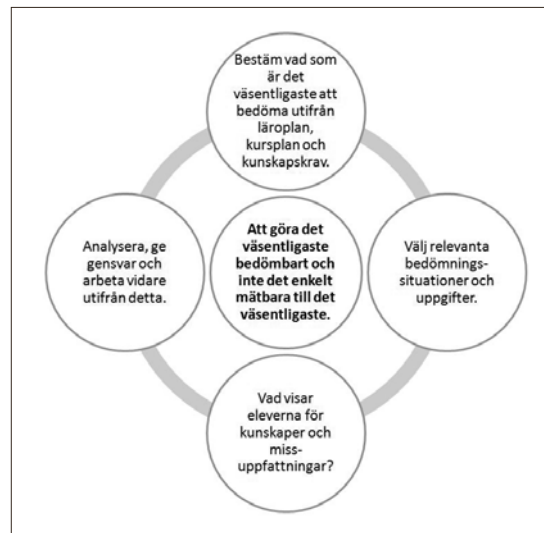 Bestäm vad som
är det
väsentligaste att
bedöma utifrån
läroplan,
kursplan och
kunskapskrav.
Analysera, ge
gensvar och
arbeta vidare
utifrån detta.
Att göra det
väsentligaste
bedömbart och
inte det enkelt
mätbara till det
väsentligaste.
Välj relevanta
bedömnings-
situationer och
uppgifter.
Vad visar
eleverna för
kunskaper och
miss-
uppfattningar?